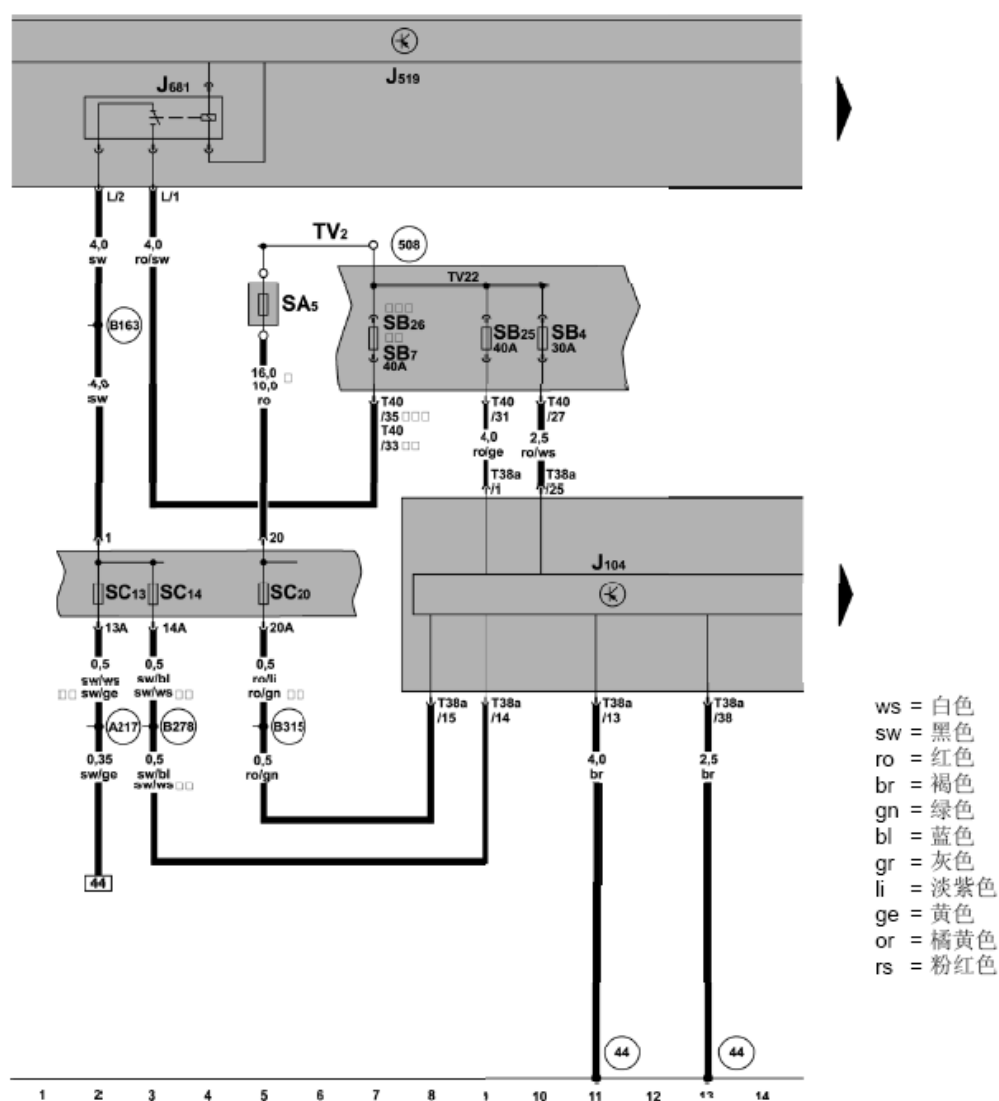 J681
J519
L/2
L/1
4,0
sw
4,0
ro/sw
TV2
508
TV22
SA5
SB26
SB7
40A
SB25
40A
SB4
30A
B163
4,0
sw
16,0
10,0
ro
T40
/35
T40
/33
T40
/31
T40
/27
4,0
ro/ge
2,5
ro/ws
T38a
/1
T38a
/25
1
20
J104
SC13
SC14
SC20
13A
14A
20A
0,5
sw/ws
sw/ge
0,5
sw/bl
sw/ws
0,5
ro/li
ro/gn
T38a
/15
T38a
/14
T38a
/13
T38a
/38
A217
B278
B315
0,35
sw/ge
0,5
sw/bl
sw/ws
0,5
ro/gn
4,0
br
2,5
br
44
44
44
ws = 白色
sw = 黑色
ro = 红色
br = 褐色
gn = 绿色
bl = 蓝色
gr = 灰色
li = 淡紫色
ge = 黄色
or = 橘黄色
rs = 粉红色
1 2 3 4 5 6 7 8 9 10 11 12 13 14